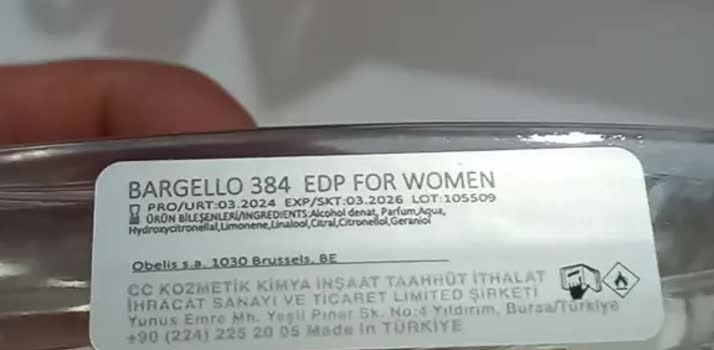 BARGELLO 384 EDP FOR WOMEN
PRO/URT:03.2024 EXP/SKT:03.2026 LOT:105509
ÜRÜN BİLEŞENLERİ/INGREDIENTS:Alcohol denat, Parfum,Aqua,
Hydroxycitronellal,Limonene,Linalool,Citral,Citronellol,Geraniol
Obelis s.a. 1030 Brussels, BE
CC KOZMETİK KİMYA İNŞAAT TAAHHÜT İTHALAT
İHRACAT SANAYİ VE TİCARET LIMITED ŞİRKETİ
Yunus Emre Mh. Yeşil Pınar Sk. No:4 Yıldırım, Bursa/Türkiye
+90 (224) 225 20 05 Made in TÜRKİYE